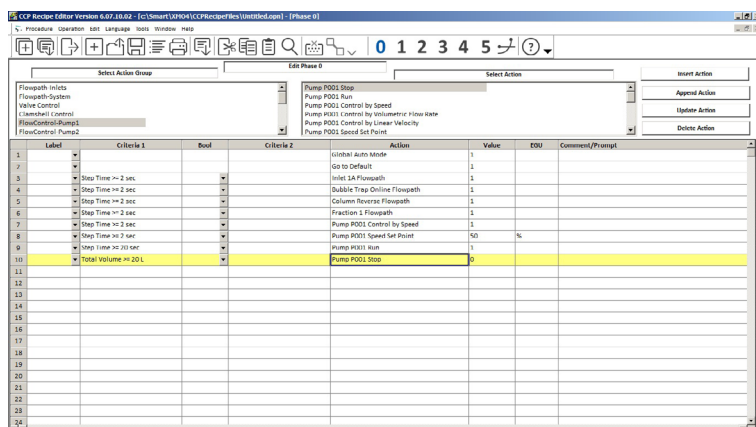 CCP Recipe Editor Version 6.07.10.02 - [c:\Smart\XMO4\CCPRecipeFiles\Untitled.opn] - [Phase 0]
Procedure Operation Edit Language Tools Window Help
0 1 2 3 4 5
Edit Phase 0
Select Action Group
Select Action
Insert Action
Append Action
Update Action
Delete Action
Flowpath Inlets
Flowpath-System
Valve Control
Clamshell Control
FlowControl-Pump1
FlowControl-Pump2
Pump P001 Stop
Pump P001 Run
Pump P001 Control by Speed
Pump P001 Control by Volumetric Flow Rate
Pump P001 Control by Linear Velocity
Pump P001 Speed Set Point
Label Criteria 1 Bool Criteria 2 Action Value EGU Comment/Prompt
1 Global Auto Mode 1
2 Go to Default 1
3 Step Time >= 2 sec Inlet 1A Flowpath 1
4 Step Time >= 2 sec Bubble Trap Online Flowpath 1
5 Step Time >= 2 sec Column Reverse Flowpath 1
6 Step Time >= 2 sec Fraction 1 Flowpath 1
7 Step Time >= 2 sec Pump P001 Control by Speed 1
8 Step Time >= 2 sec Pump P001 Speed Set Point 50 %
9 Step Time >= 20 sec Pump P001 Run 1
10 Total Volume >= 20 L Pump P001 Stop 0
11
12
13
14
15
16
17
18
19
20
21
22
23
24